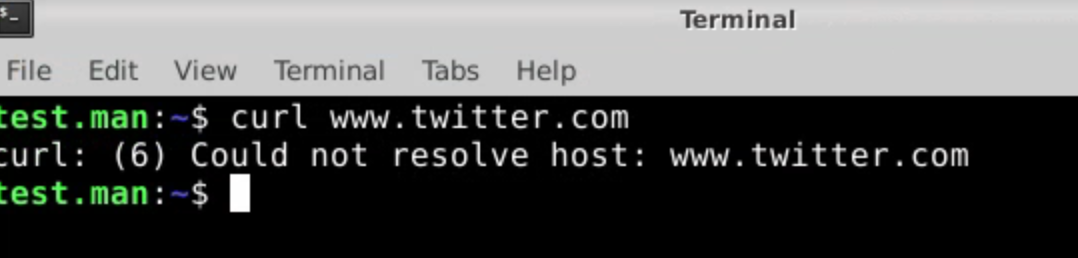 Terminal
File Edit View Terminal Tabs Help
test.man:~$ curl www.twitter.com
curl: (6) Could not resolve host: www.twitter.com
test.man:~$